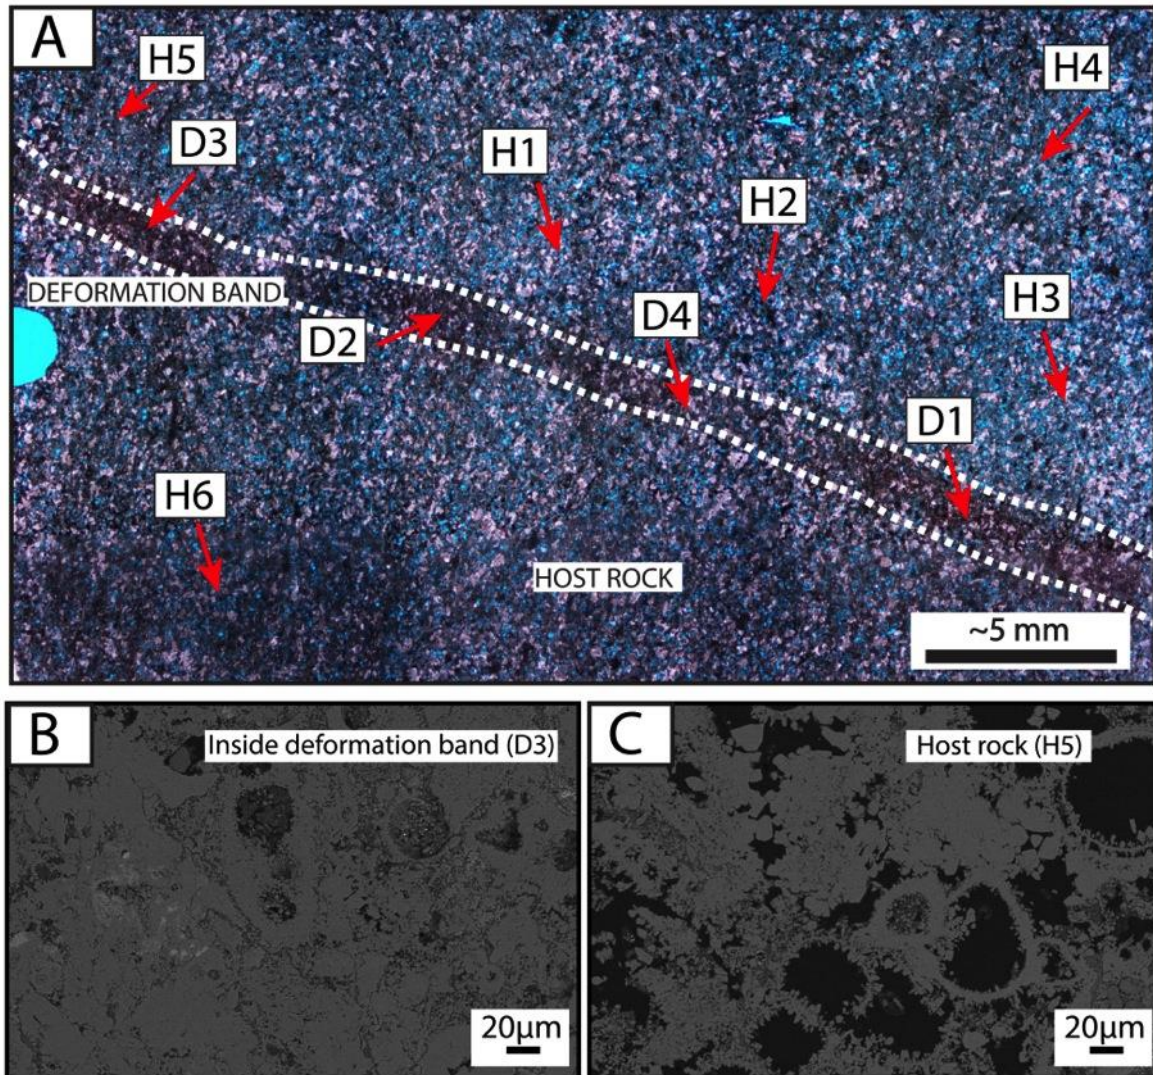 A
H5
H4
D3
H1
H2
DEFORMATION BAND
H3
D2
D4
D1
H6
HOST ROCK
~5 mm
B
Inside deformation band (D3)
20µm
C
Host rock (H5)
20µm